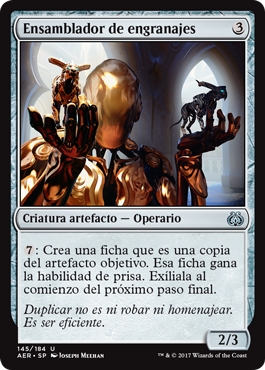 Ensamblador de engranajes 3
Criatura artefacto — Operario
7: Crea una ficha que es una copia
del artefacto objetivo. Esa ficha gana
la habilidad de prisa. Exíliala al
comienzo del próximo paso final.
Duplicar no es ni robar ni homenajear.
Es ser eficiente.
2/3
145/184 U
AER • SP Joseph Meehan
™ & © 2017 Wizards of the Coast